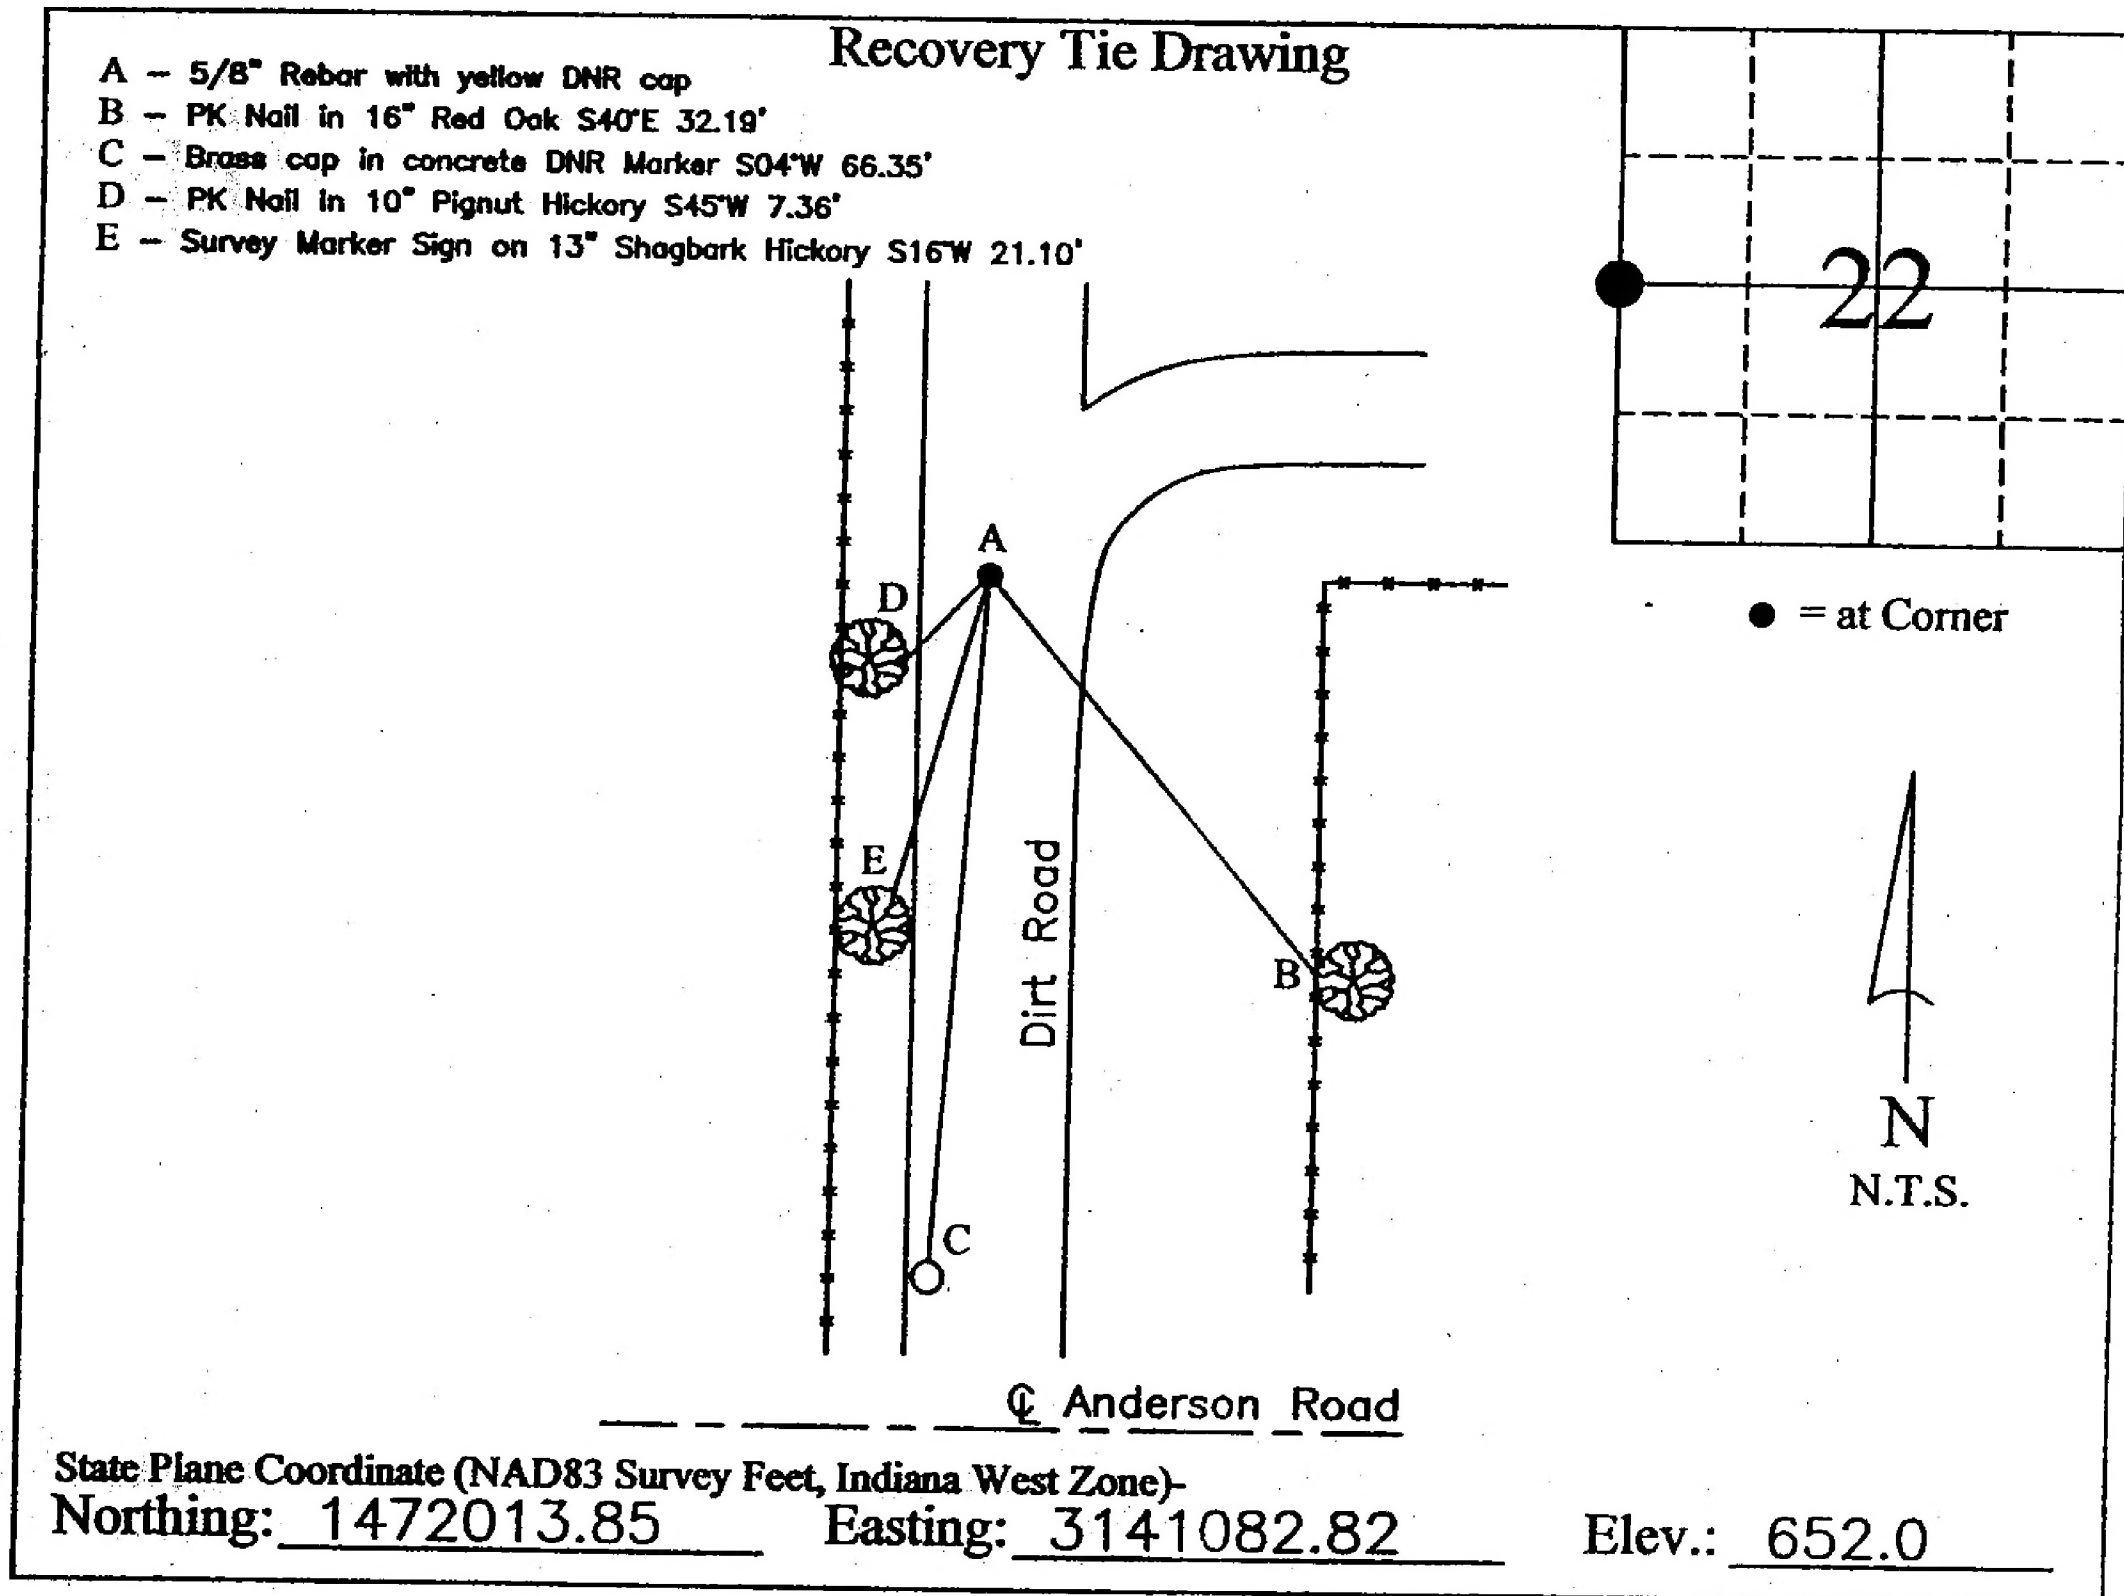 Recovery Tie Drawing
A – 5/8" Rebar with yellow DNR cap
B – PK Nail in 16" Red Oak S40°E 32.19'
C – Brass cap in concrete DNR Marker S04°W 66.35'
D – PK Nail in 10" Pignut Hickory S45°W 7.36'
E – Survey Marker Sign on 13" Shagbark Hickory S16°W 21.10'
22
A
D
● = at Corner
E
Dirt Road
B
N
N.T.S.
C
℄ Anderson Road
State Plane Coordinate (NAD83 Survey Feet, Indiana West Zone)-
Northing: 1472013.85 Easting: 3141082.82 Elev.: 652.0